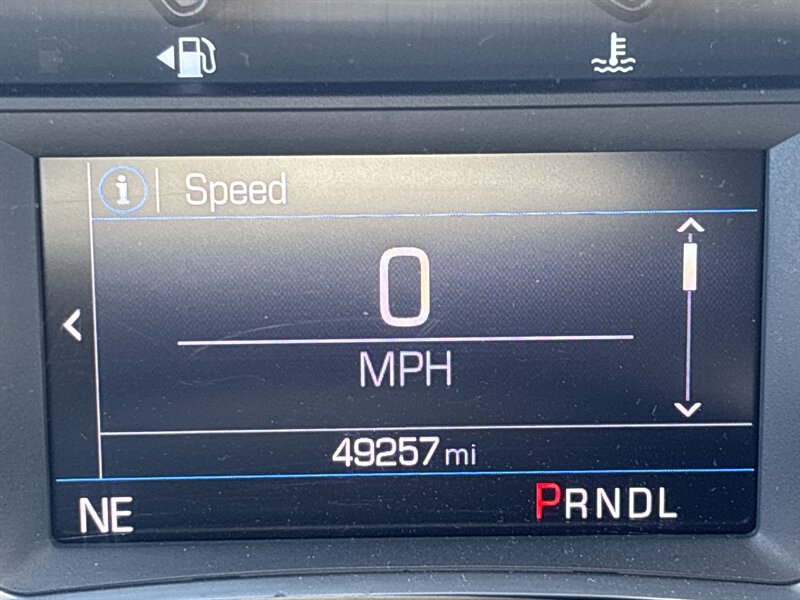 i Speed
0
MPH
49257 mi
NE PRNDL